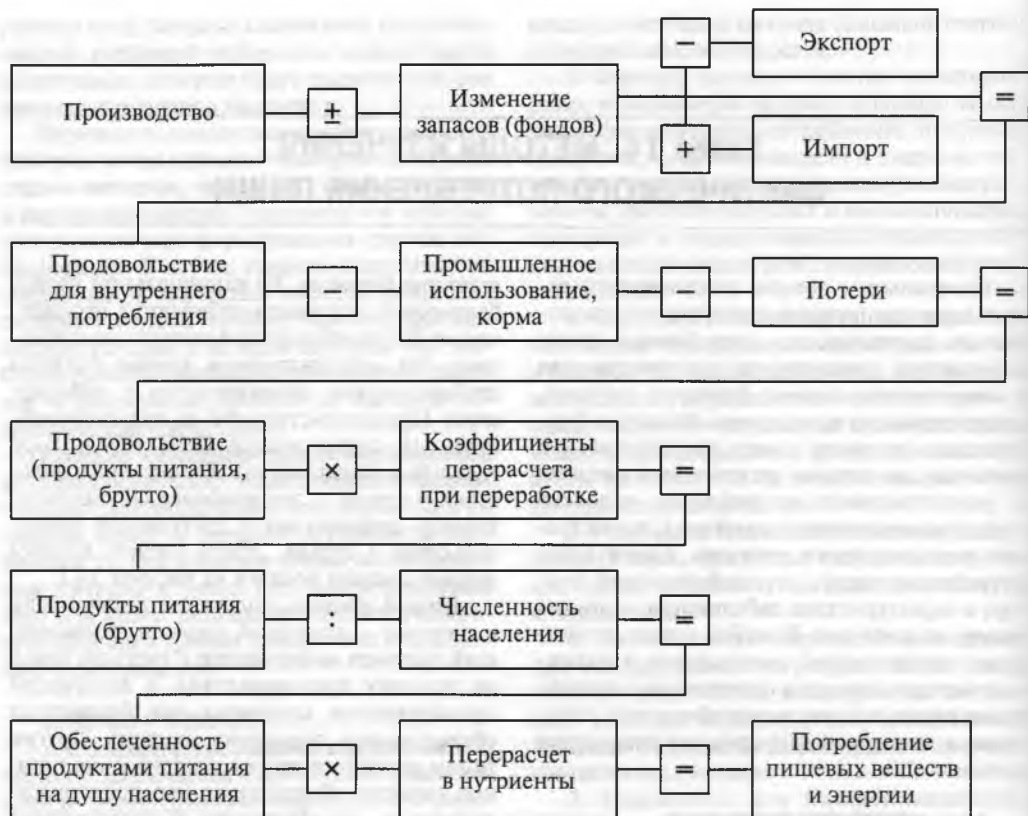 −
Экспорт
Производство
±
Изменение
запасов (фондов)
=
+
Импорт
Продовольствие
для внутреннего
потребления
−
Промышленное
использование,
корма
−
Потери
=
Продовольствие
(продукты питания,
брутто)
×
Коэффициенты
перерасчета
при переработке
=
Продукты питания
(брутто)
:
Численность
населения
=
Обеспеченность
продуктами питания
на душу населения
×
Перерасчет
в нутриенты
=
Потребление
пищевых веществ
и энергии